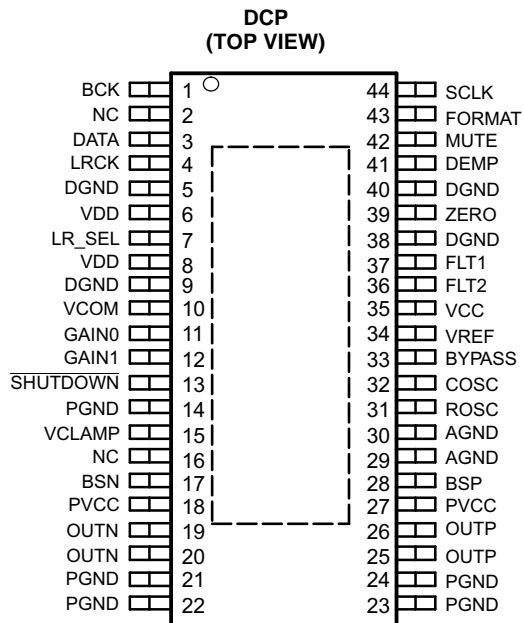 DCP
(TOP VIEW)
BCK 1 44 SCLK
NC 2 43 FORMAT
DATA 3 42 MUTE
LRCK 4 41 DEMP
DGND 5 40 DGND
VDD 6 39 ZERO
LR_SEL 7 38 DGND
VDD 8 37 FLT1
DGND 9 36 FLT2
VCOM 10 35 VCC
GAIN0 11 34 VREF
GAIN1 12 33 BYPASS
SHUTDOWN 13 32 COSC
PGND 14 31 ROSC
VCLAMP 15 30 AGND
NC 16 29 AGND
BSN 17 28 BSP
PVCC 18 27 PVCC
OUTN 19 26 OUTP
OUTN 20 25 OUTP
PGND 21 24 PGND
PGND 22 23 PGND